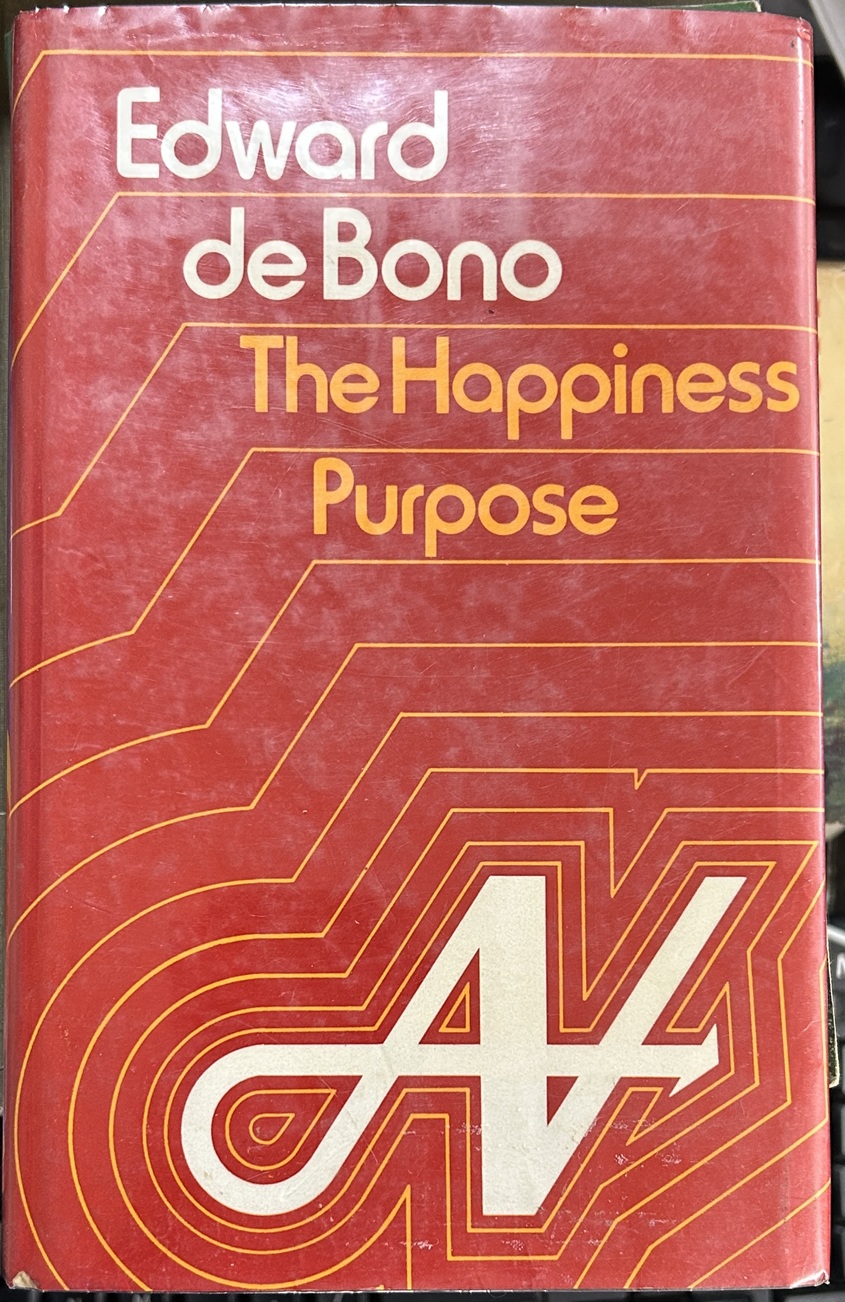 Edward
de Bono
The Happiness
Purpose